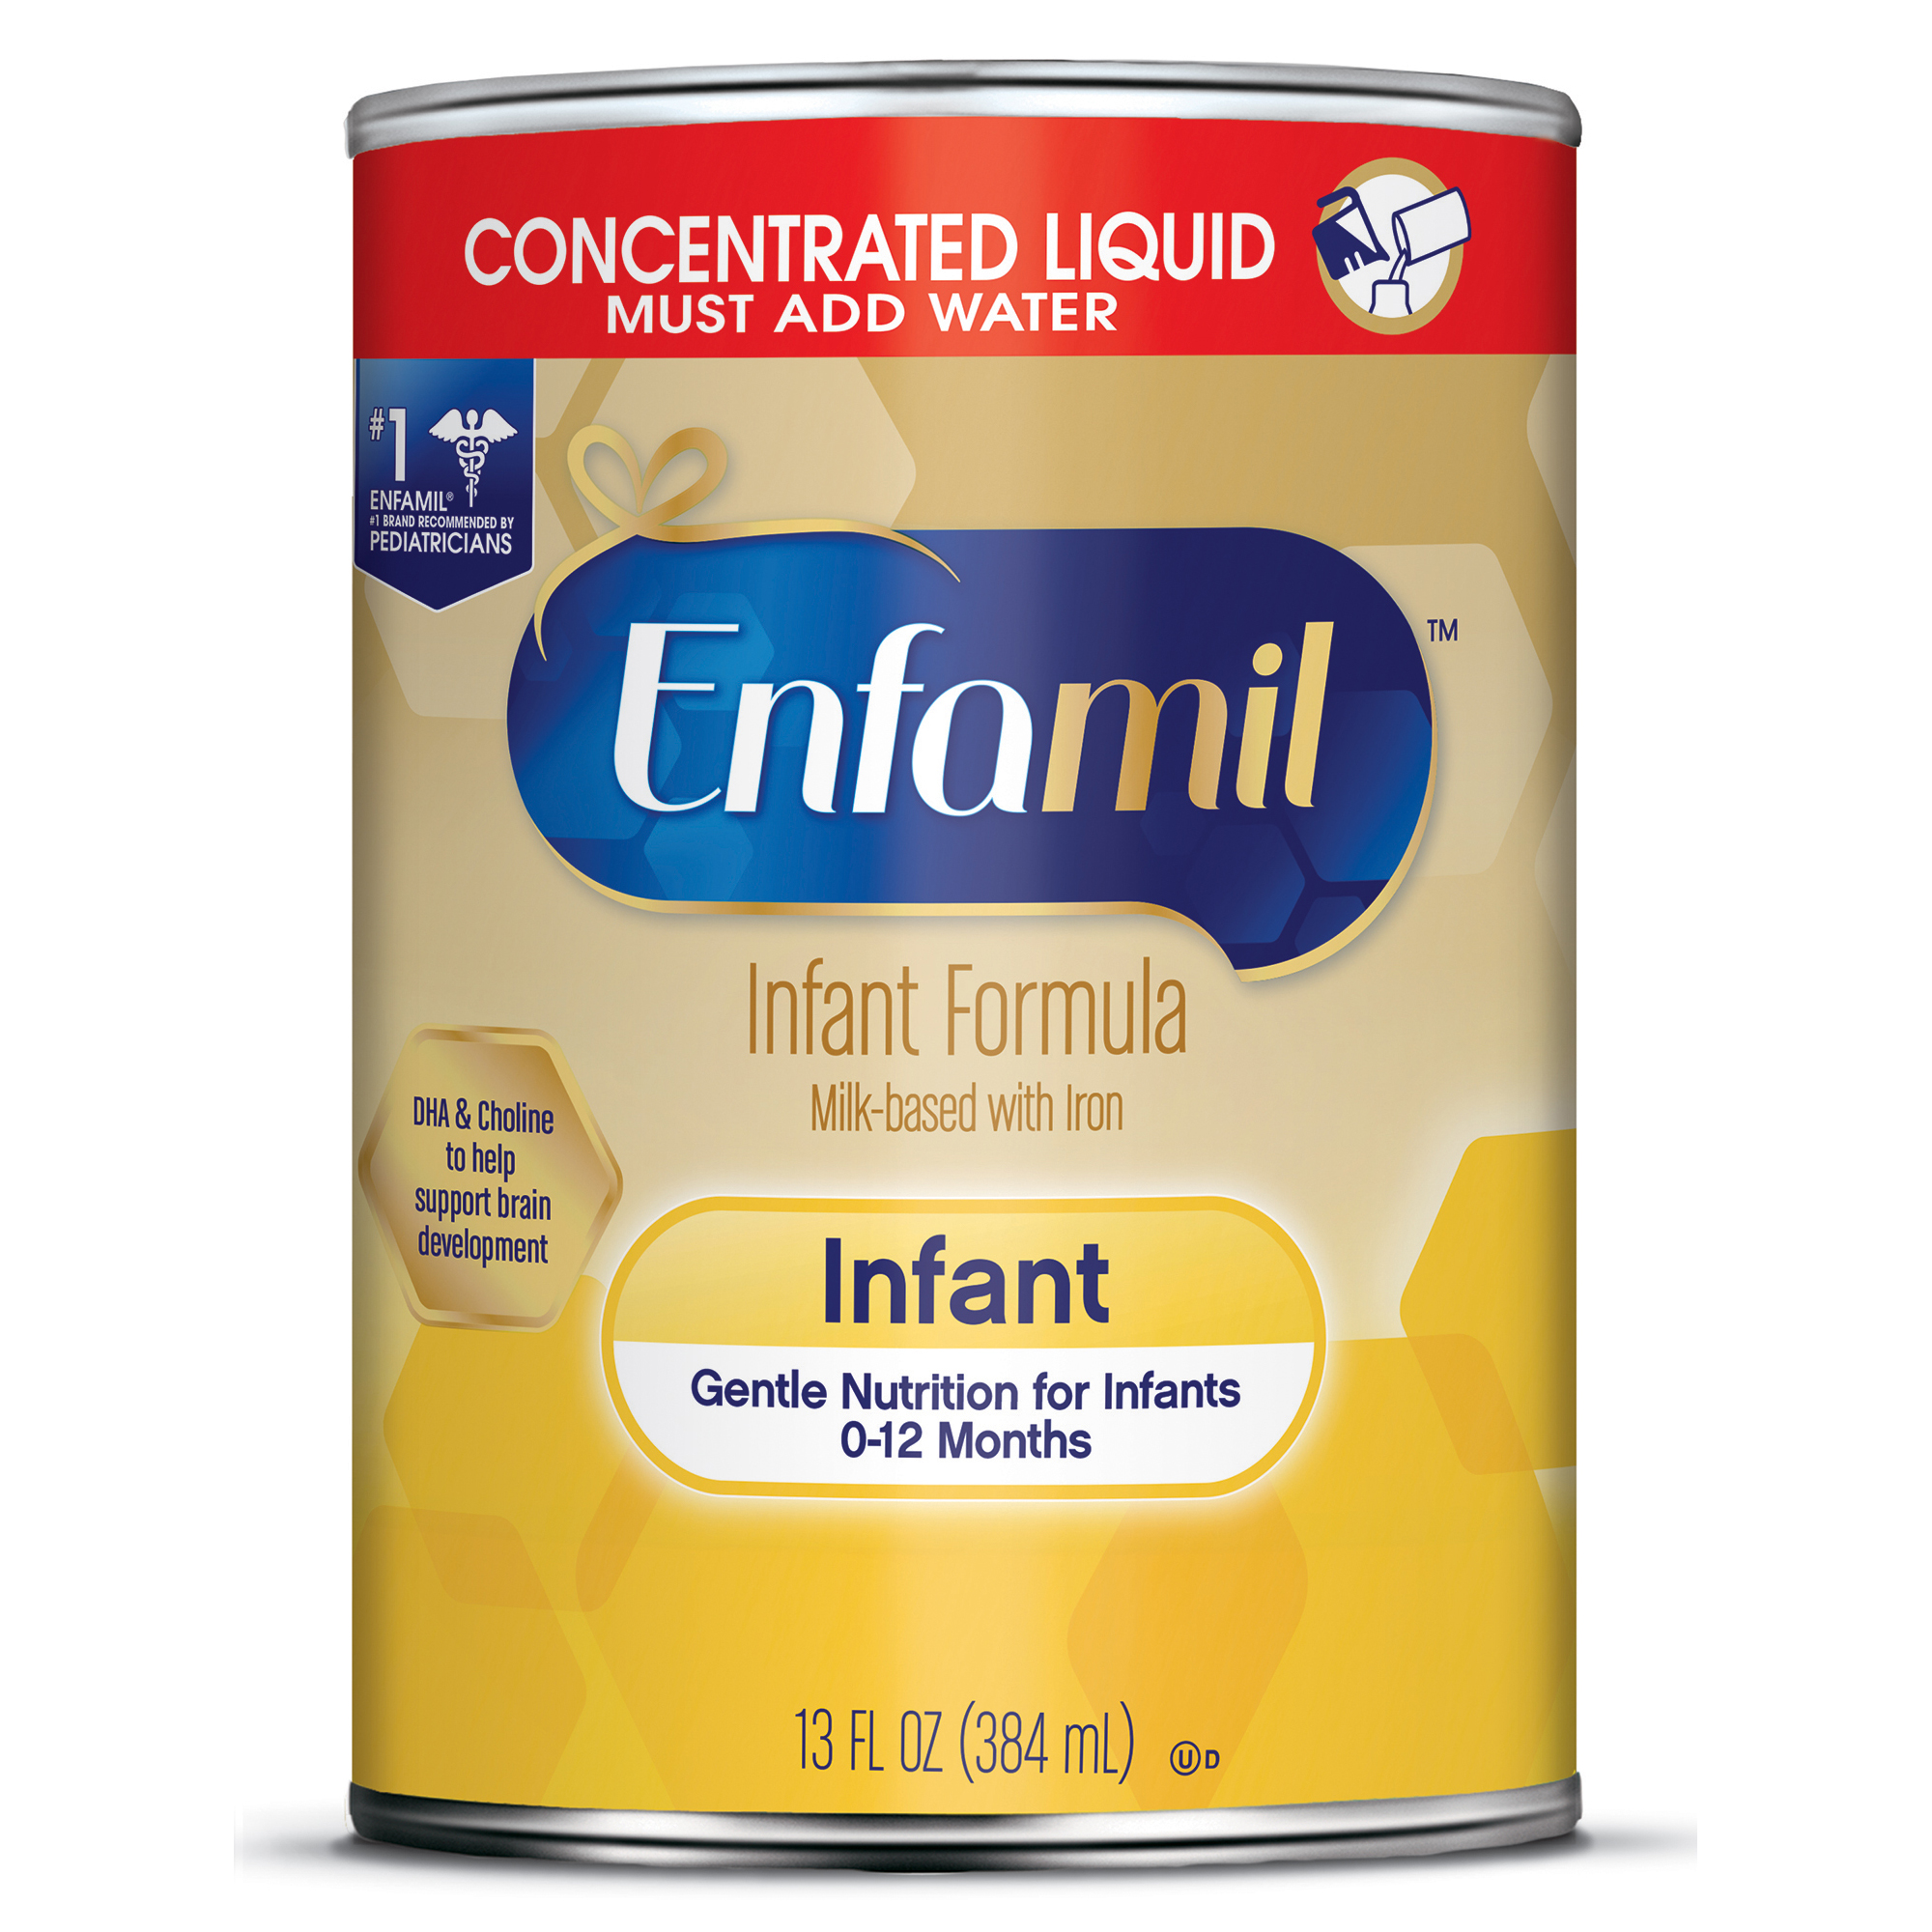 CONCENTRATED LIQUID
MUST ADD WATER
#1
ENFAMIL®
#1 BRAND RECOMMENDED BY
PEDIATRICIANS
Enfamil™
Infant Formula
Milk-based with Iron
DHA & Choline
to help
support brain
development
Infant
Gentle Nutrition for Infants
0-12 Months
13 FL OZ (384 mL) Ⓤ D